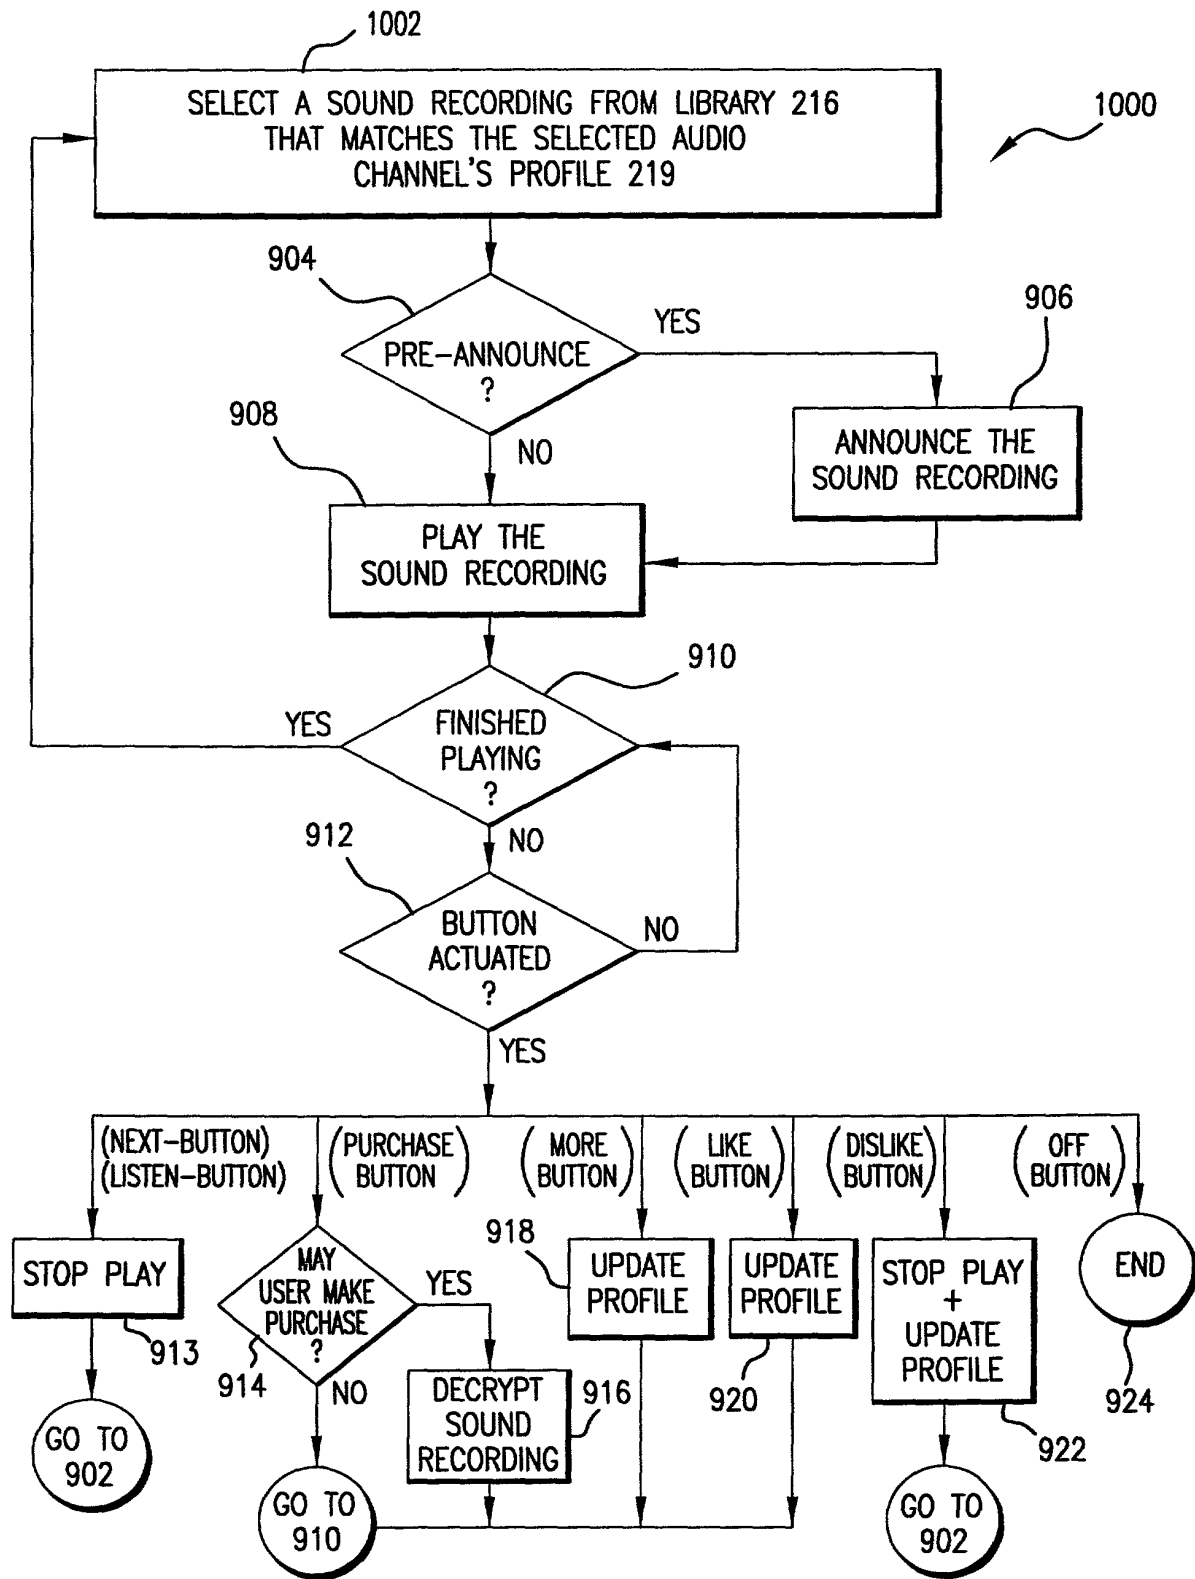 1002
SELECT A SOUND RECORDING FROM LIBRARY 216
THAT MATCHES THE SELECTED AUDIO
CHANNEL'S PROFILE 219
1000
904
PRE-ANNOUNCE
?
YES
NO
906
ANNOUNCE THE
SOUND RECORDING
908
PLAY THE
SOUND RECORDING
910
FINISHED
PLAYING
?
YES
NO
912
BUTTON
ACTUATED
?
NO
YES
(NEXT-BUTTON)
(LISTEN-BUTTON)
(PURCHASE
BUTTON)
(MORE
BUTTON)
(LIKE
BUTTON)
(DISLIKE
BUTTON)
(OFF
BUTTON)
STOP PLAY
913
GO TO
902
MAY
USER MAKE
PURCHASE
?
914
YES
NO
DECRYPT
SOUND
RECORDING
916
GO TO
910
918
UPDATE
PROFILE
UPDATE
PROFILE
920
STOP PLAY
+
UPDATE
PROFILE
922
GO TO
902
END
924